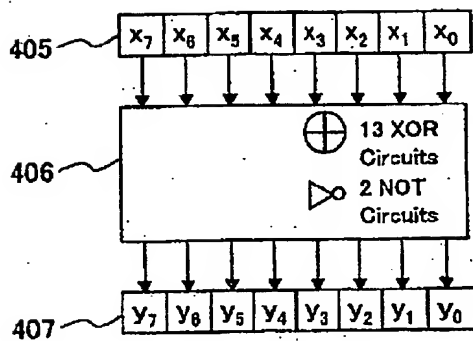 405 x₇ x₆ x₅ x₄ x₃ x₂ x₁ x₀
13 XOR
Circuits
406
2 NOT
Circuits
407 y₇ y₆ y₅ y₄ y₃ y₂ y₁ y₀